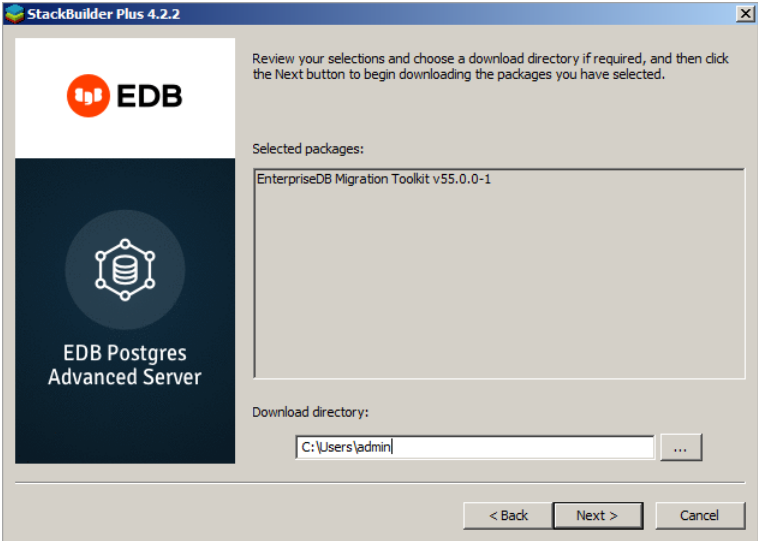 StackBuilder Plus 4.2.2
Review your selections and choose a download directory if required, and then click
the Next button to begin downloading the packages you have selected.
EDB
Selected packages:
EnterpriseDB Migration Toolkit v55.0.0-1
EDB Postgres
Advanced Server
Download directory:
C:\Users\admin
...
< Back
Next >
Cancel